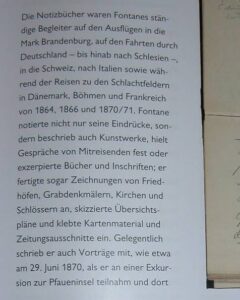 Die Notizbücher waren Fontanes stän-
dige Begleiter auf den Ausflügen in die
Mark Brandenburg, auf den Fahrten durch
Deutschland – bis hinab nach Schlesien –,
in die Schweiz, nach Italien sowie wäh-
rend der Reisen zu den Schlachtfeldern
in Dänemark, Böhmen und Frankreich
von 1864, 1866 und 1870/71. Fontane
notierte nicht nur seine Eindrücke, son-
dern beschrieb auch Kunstwerke, hielt
Gespräche von Mitreisenden fest oder
exzerpierte Bücher und Inschriften; er
fertigte sogar Zeichnungen von Fried-
höfen, Grabdenkmälern, Kirchen und
Schlössern an, skizzierte Übersichts-
pläne und klebte Kartenmaterial und
Zeitungsausschnitte ein. Gelegentlich
schrieb er auch Vorträge mit, wie etwa
am 29. Juni 1870, als er an einer Exkur-
sion zur Pfaueninsel teilnahm und dort